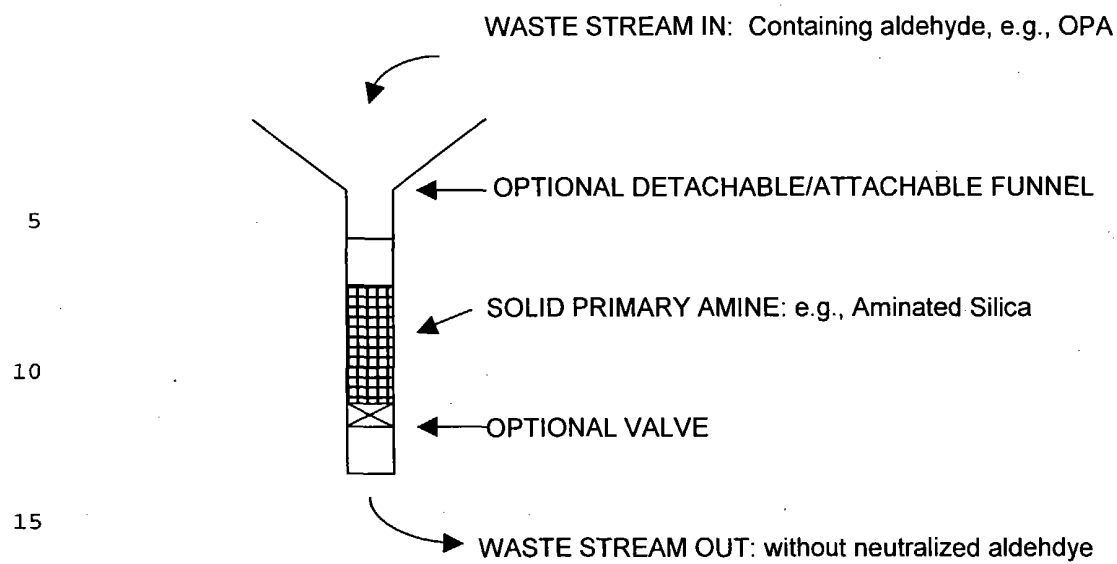 WASTE STREAM IN: Containing aldehyde, e.g., OPA
OPTIONAL DETACHABLE/ATTACHABLE FUNNEL
5
SOLID PRIMARY AMINE: e.g., Aminated Silica
10
OPTIONAL VALVE
15
WASTE STREAM OUT: without neutralized aldehdye